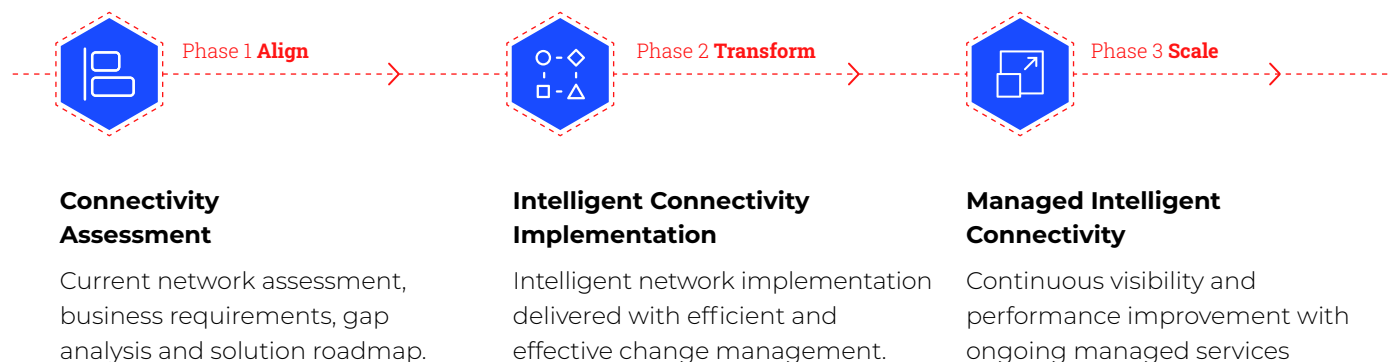 Phase 1 Align
Phase 2 Transform
Phase 3 Scale
Connectivity
Assessment
Current network assessment,
business requirements, gap
analysis and solution roadmap.
Intelligent Connectivity
Implementation
Intelligent network implementation
delivered with efficient and
effective change management.
Managed Intelligent
Connectivity
Continuous visibility and
performance improvement with
ongoing managed services